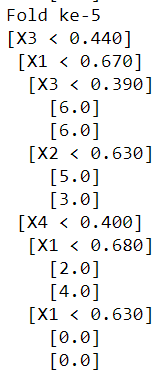 Fold ke-5
[X3 < 0.440]
 [X1 < 0.670]
  [X3 < 0.390]
    [6.0]
    [6.0]
  [X2 < 0.630]
    [5.0]
    [3.0]
 [X4 < 0.400]
  [X1 < 0.680]
    [2.0]
    [4.0]
  [X1 < 0.630]
    [0.0]
    [0.0]